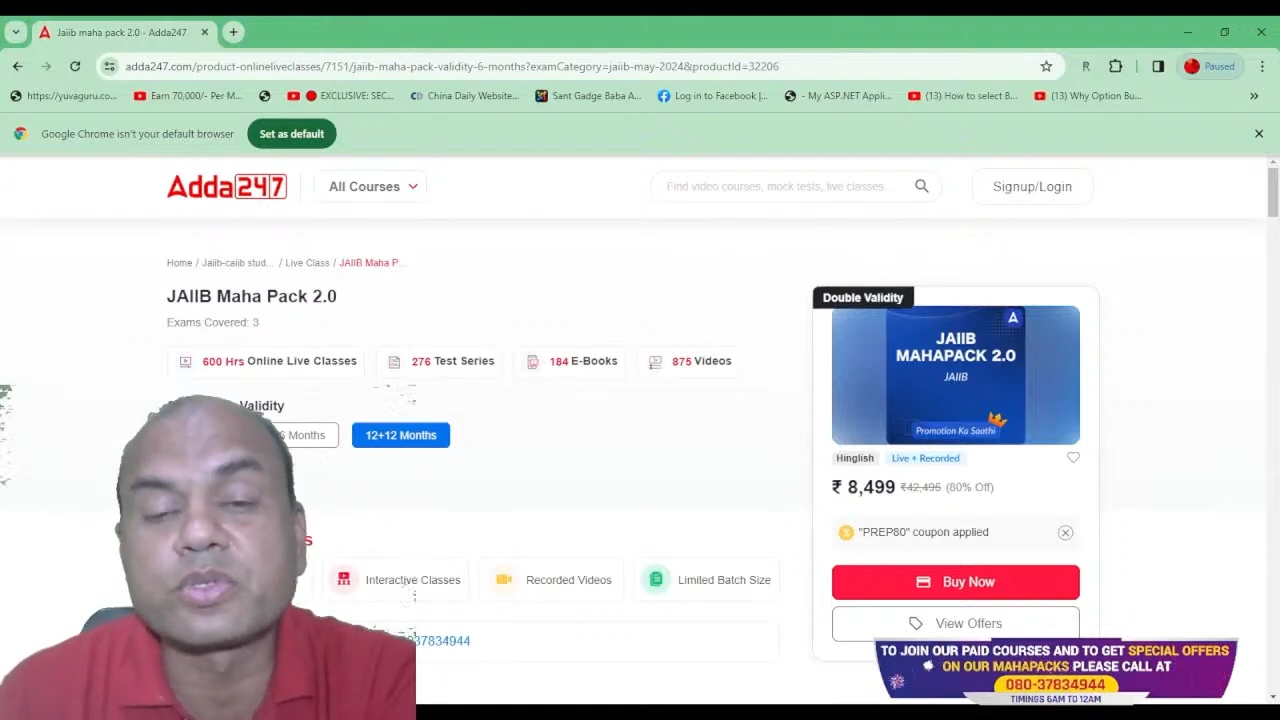 Jaiib maha pack 2.0 - Adda247
adda247.com/product-onlineliveclasses/7151/jaiib-maha-pack-validity-6-months?examCategory=jaiib-may-2024&productId=32206
R
Paused
https://yuvaguru.co...
Earn 70,000/- Per M...
EXCLUSIVE: SEC...
China Daily Website...
Sant Gadge Baba A...
Log in to Facebook |...
- My ASP.NET Appli...
(13) How to select B...
(13) Why Option Bu...
Google Chrome isn't your default browser
Set as default
Adda247
All Courses
Find video courses, mock tests, live classes
Signup/Login
Home / Jaiib-caiib stud... / Live Class / JAIIB Maha P...
JAIIB Maha Pack 2.0
Exams Covered: 3
600 Hrs Online Live Classes
276 Test Series
184 E-Books
875 Videos
Validity
6 Months
12+12 Months
Interactive Classes
Recorded Videos
Limited Batch Size
37834944
Double Validity
A
JAIIB
MAHAPACK 2.0
JAIIB
Promotion Ka Saathi
Hinglish
Live + Recorded
₹ 8,499 ₹42,495 (80% Off)
"PREP80" coupon applied
Buy Now
View Offers
TO JOIN OUR PAID COURSES AND TO GET SPECIAL OFFERS
ON OUR MAHAPACKS PLEASE CALL AT
080-37834944
TIMINGS 6AM TO 12AM